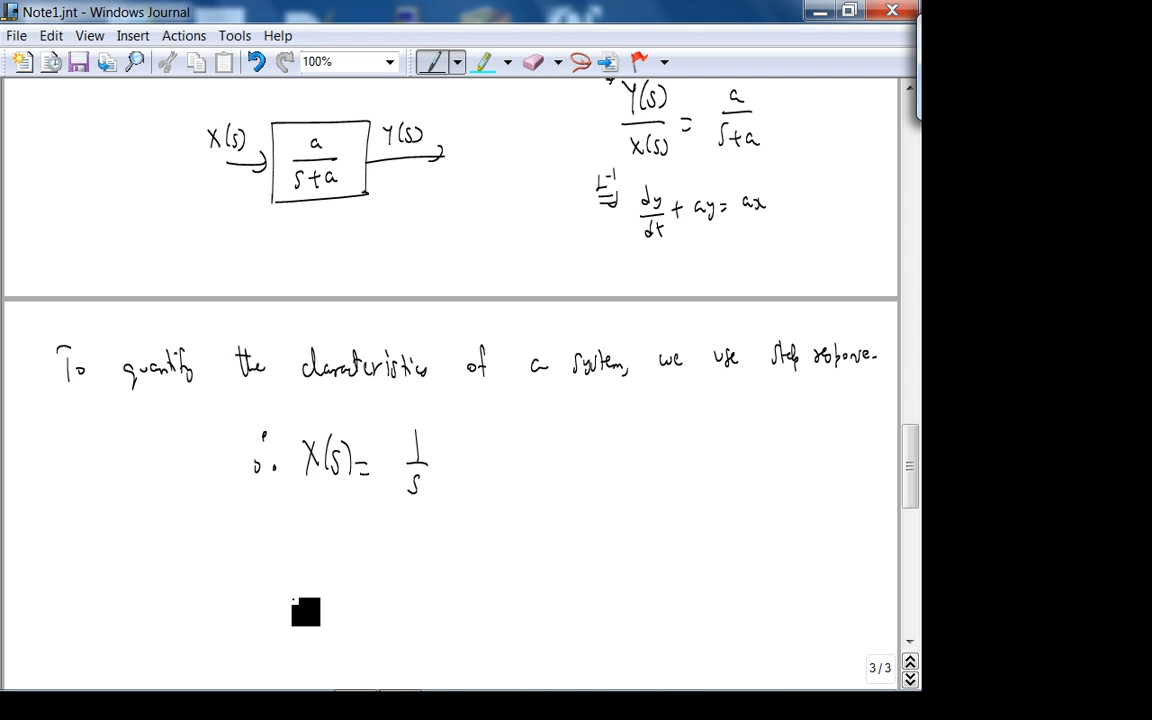 Note1.jnt - Windows Journal
File Edit View Insert Actions Tools Help
100%
X(s)
a
s+a
Y(s)
Y(s)
X(s)
=
a
s+a
L⁻¹
⇒ dy
dt
+ ay = ax
To quantify the characteristics of a system, we use step response.
∴ X(s) = 1
s
3/3